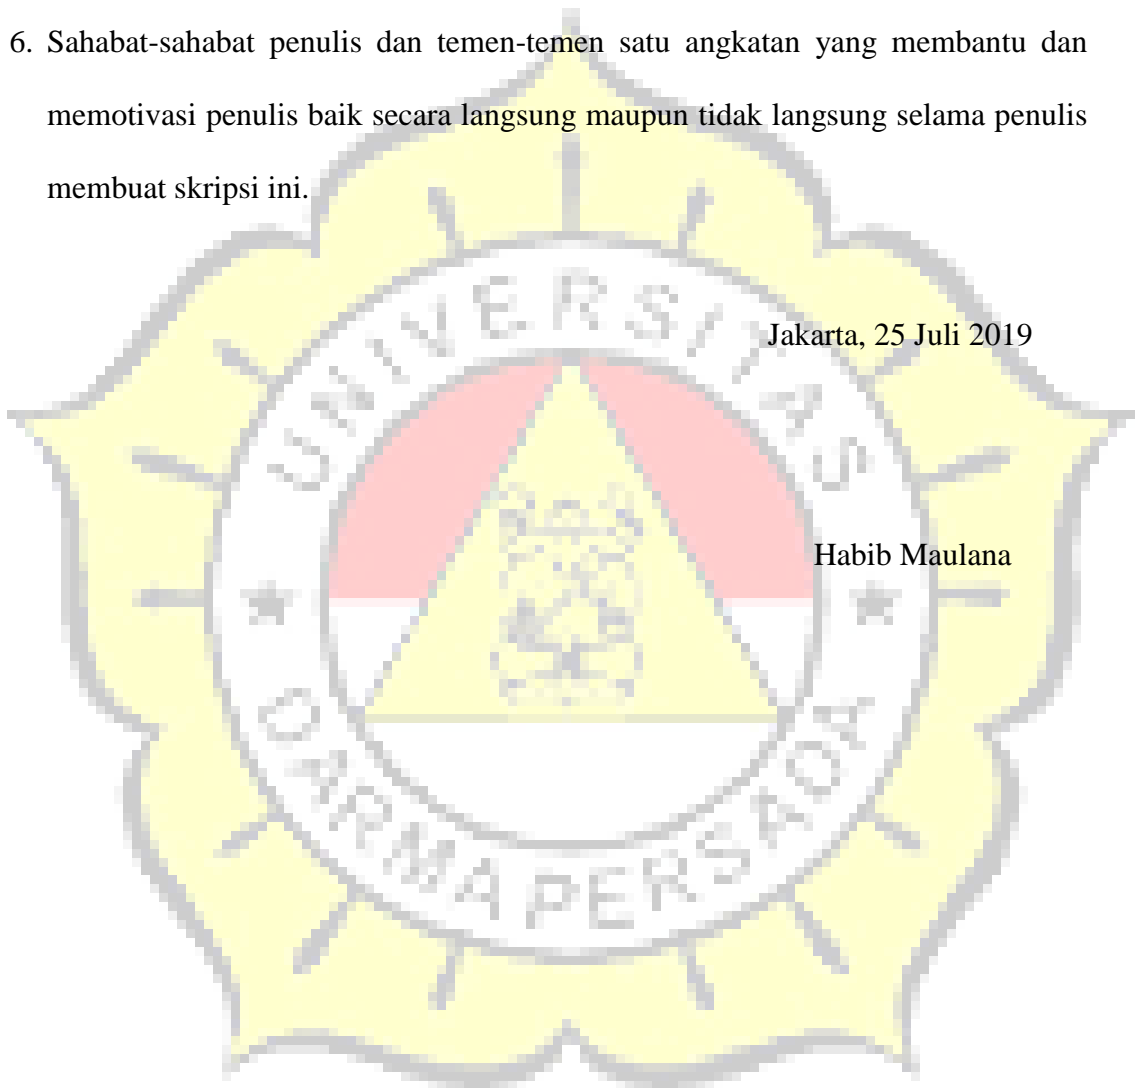 6. Sahabat-sahabat penulis dan temen-temen satu angkatan yang membantu dan
memotivasi penulis baik secara langsung maupun tidak langsung selama penulis
membuat skripsi ini.
Jakarta, 25 Juli 2019
Habib Maulana
UNIVERSITAS
DARMA PERSADA